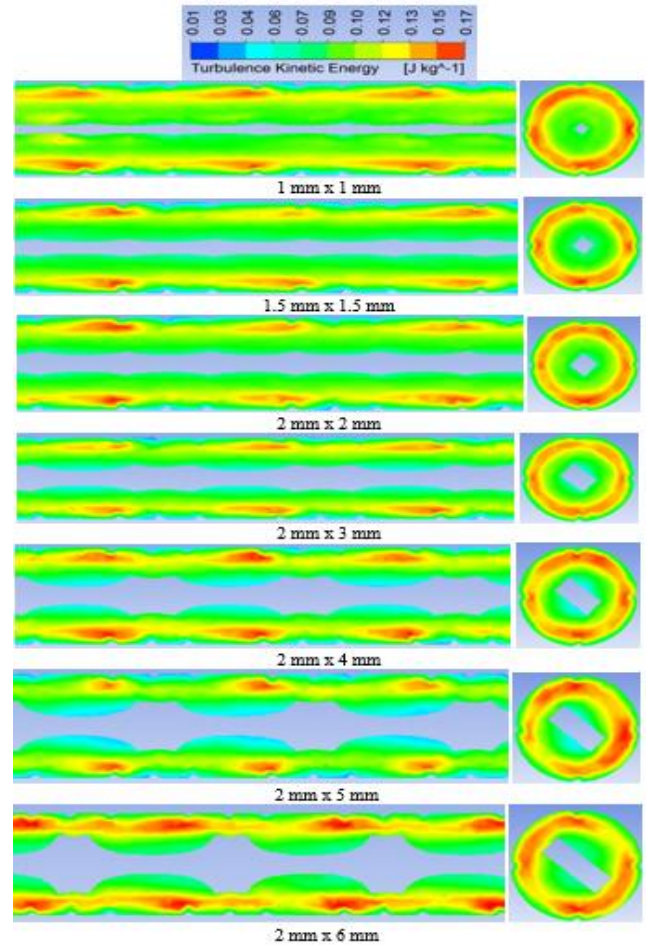 0.01 0.03 0.04 0.06 0.07 0.09 0.10 0.12 0.13 0.15 0.17
Turbulence Kinetic Energy [J kg^-1]
1 mm x 1 mm
1.5 mm x 1.5 mm
2 mm x 2 mm
2 mm x 3 mm
2 mm x 4 mm
2 mm x 5 mm
2 mm x 6 mm